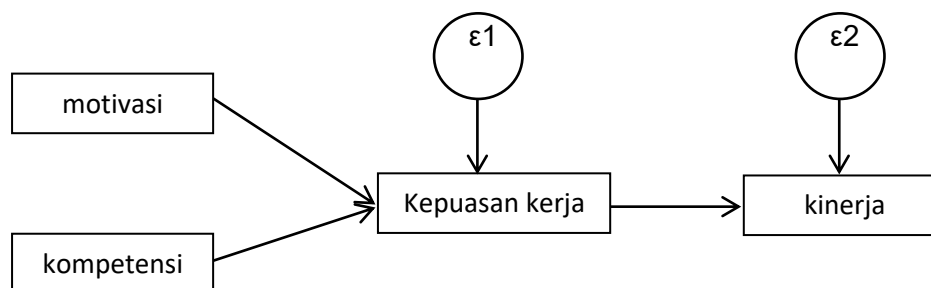 ε1
ε2
motivasi
Kepuasan kerja
kinerja
kompetensi